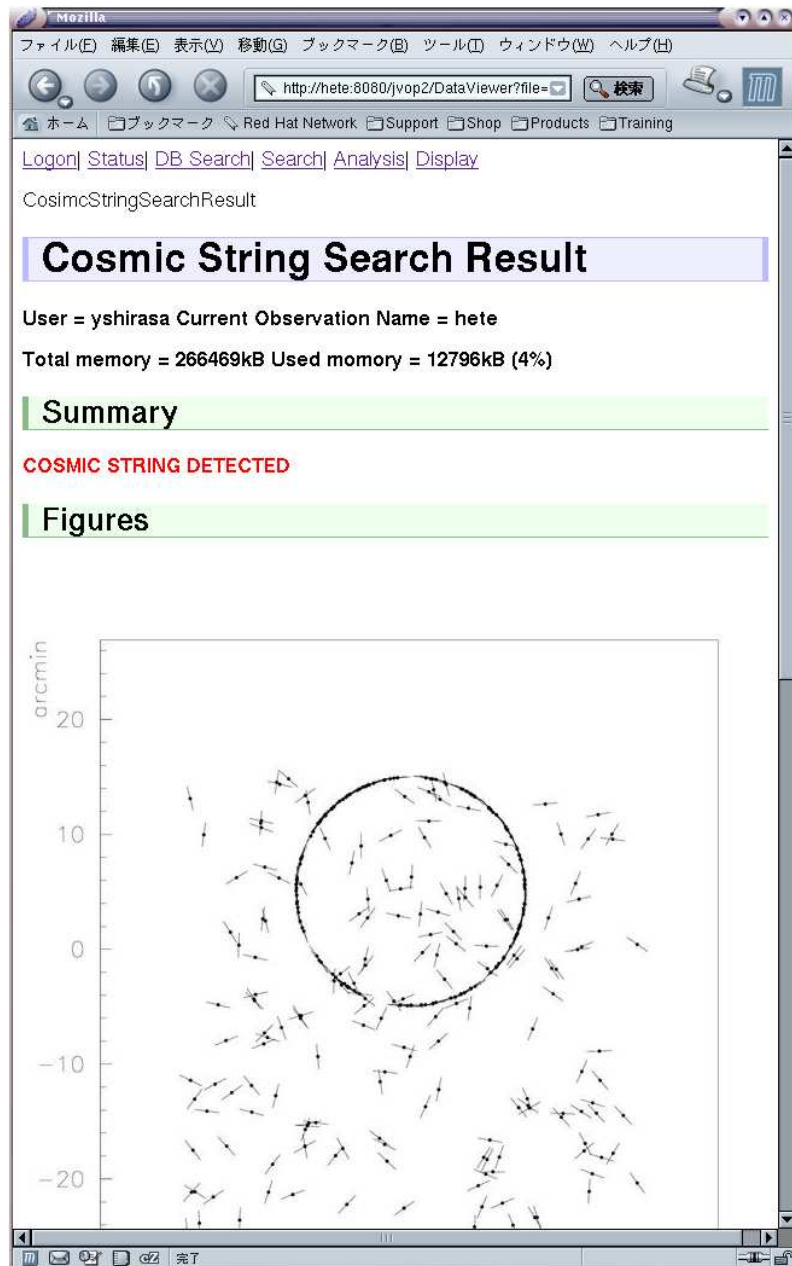 Mozilla
ファイル(F) 編集(E) 表示(V) 移動(G) ブックマーク(B) ツール(T) ウィンドウ(W) ヘルプ(H)
http://hete:8080/jvop2/DataViewer?file= 検索
ホーム ブックマーク Red Hat Network Support Shop Products Training
Logon| Status| DB Search| Search| Analysis| Display
CosimcStringSearchResult
Cosmic String Search Result
User = yshirasa Current Observation Name = hete
Total memory = 266469kB Used momory = 12796kB (4%)
Summary
COSMIC STRING DETECTED
Figures
arcmin
20
10
0
−10
−20
完了